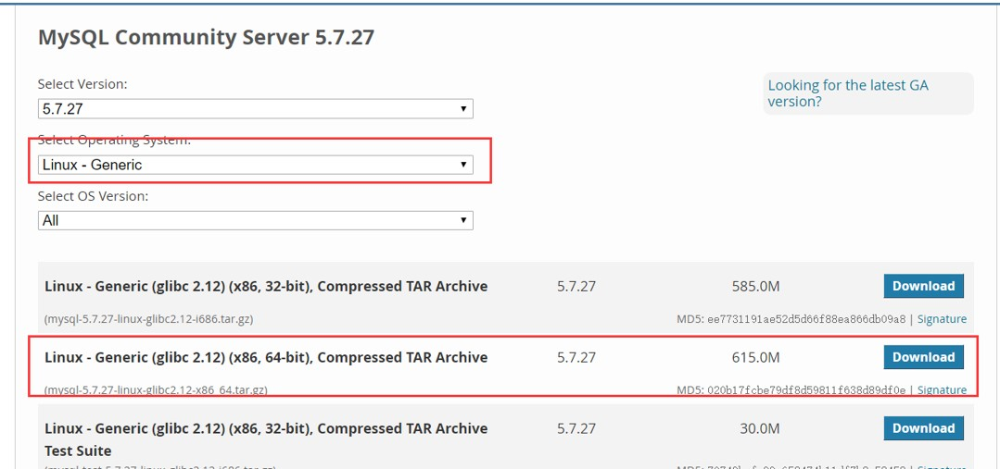 MySQL Community Server 5.7.27
Select Version:
Looking for the latest GA
version?
5.7.27
Select Operating System:
Linux - Generic
Select OS Version:
All
Linux - Generic (glibc 2.12) (x86, 32-bit), Compressed TAR Archive 5.7.27 585.0M Download
(mysql-5.7.27-linux-glibc2.12-i686.tar.gz) MD5: ee7731191ae52d5d66f88ea866db09a8 | Signature
Linux - Generic (glibc 2.12) (x86, 64-bit), Compressed TAR Archive 5.7.27 615.0M Download
(mysql-5.7.27-linux-glibc2.12-x86_64.tar.gz) MD5: 020b17fcbe79df8d59811f638d89df0e | Signature
Linux - Generic (glibc 2.12) (x86, 32-bit), Compressed TAR Archive 5.7.27 30.0M Download
Test Suite